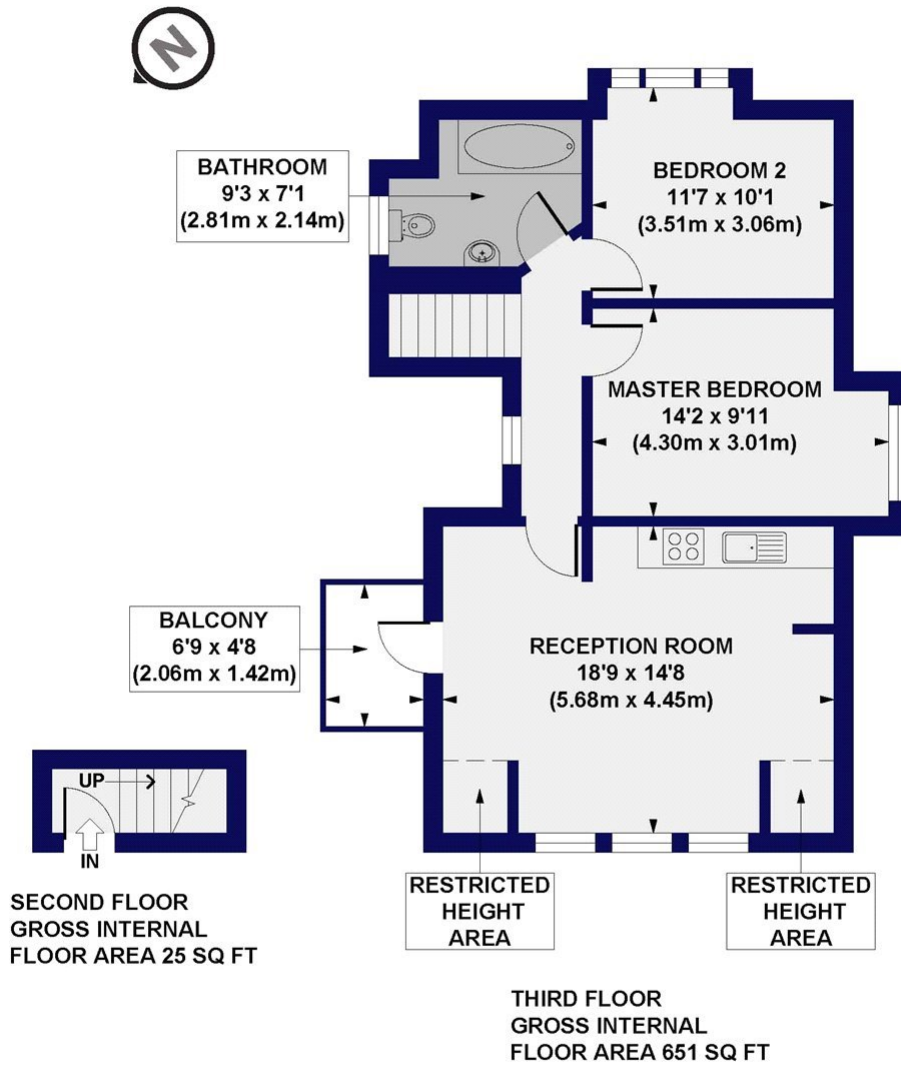 N
BATHROOM
9'3 x 7'1
(2.81m x 2.14m)
BEDROOM 2
11'7 x 10'1
(3.51m x 3.06m)
MASTER BEDROOM
14'2 x 9'11
(4.30m x 3.01m)
BALCONY
6'9 x 4'8
(2.06m x 1.42m)
RECEPTION ROOM
18'9 x 14'8
(5.68m x 4.45m)
UP
IN
RESTRICTED
HEIGHT
AREA
RESTRICTED
HEIGHT
AREA
SECOND FLOOR
GROSS INTERNAL
FLOOR AREA 25 SQ FT
THIRD FLOOR
GROSS INTERNAL
FLOOR AREA 651 SQ FT